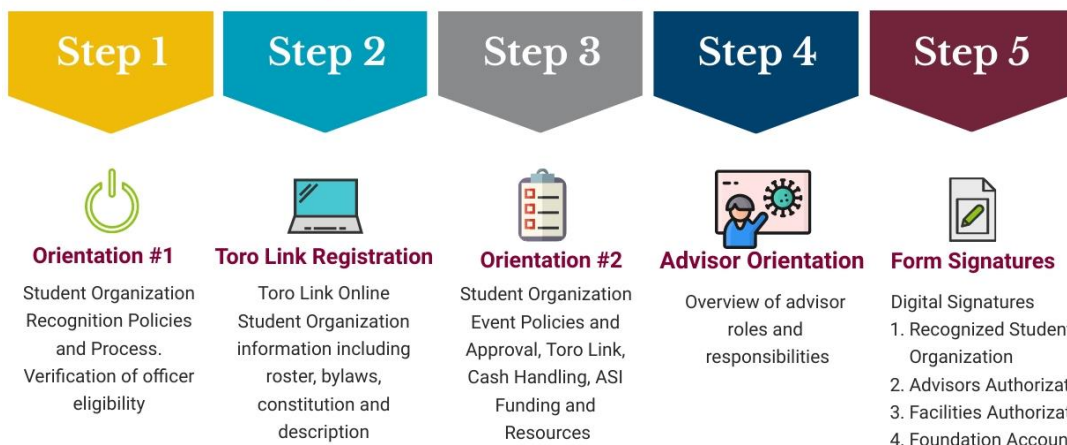 Step 1
Step 2
Step 3
Step 4
Step 5
Orientation #1
Student Organization
Recognition Policies
and Process.
Verification of officer
eligibility
Toro Link Registration
Toro Link Online
Student Organization
information including
roster, bylaws,
constitution and
description
Orientation #2
Student Organization
Event Policies and
Approval, Toro Link,
Cash Handling, ASI
Funding and
Resources
Advisor Orientation
Overview of advisor
roles and
responsibilities
Form Signatures
Digital Signatures
1. Recognized Student
Organization
2. Advisors Authorizat
3. Facilities Authorizat
4. Foundation Accoun